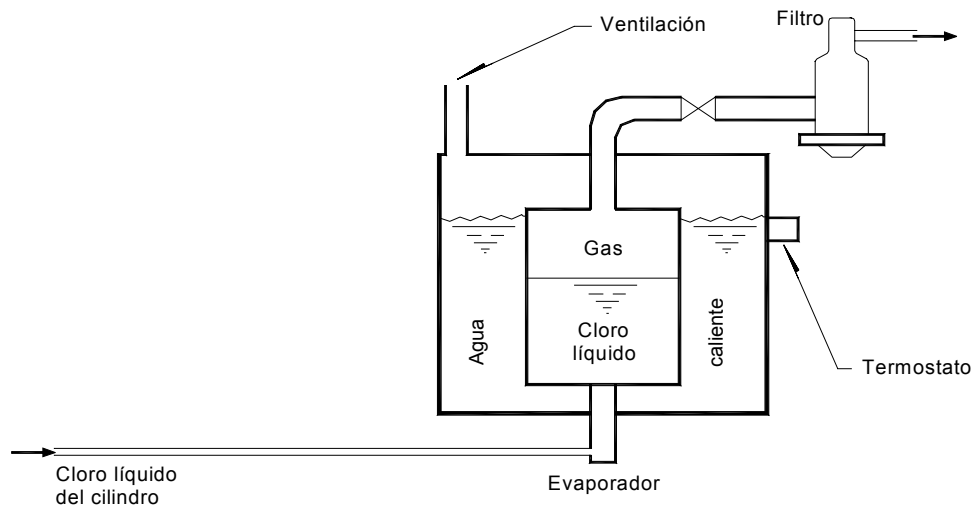 Ventilación
Filtro
Gas
Agua
Cloro
líquido
caliente
Termostato
Cloro líquido
del cilindro
Evaporador